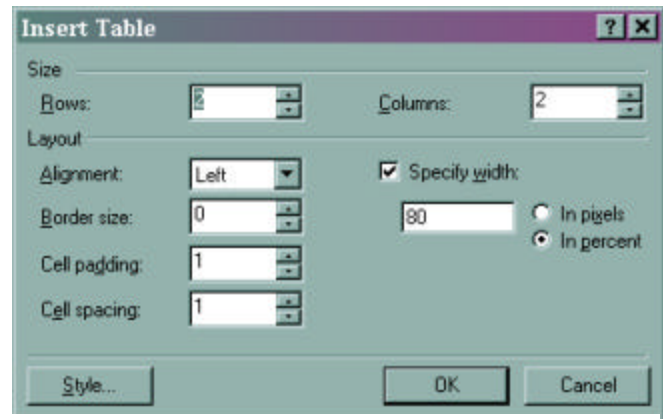 Insert Table
Size
Rows: 2 Columns: 2
Layout
Alignment: Left Specify width:
Border size: 0 80 In pixels
In percent
Cell padding: 1
Cell spacing: 1
Style... OK Cancel